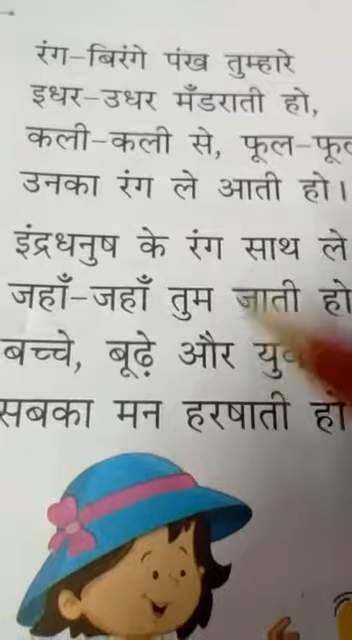 रंग-बिरंगे पंख तुम्हारे
इधर-उधर मँडराती हो,
कली-कली से,
उनका रंग ले आती हो।
इंद्रधनुष के रंग साथ ले
जहाँ-जहाँ तुम जाती हो
बच्चे, बूढ़े और
सबका मन हरषाती हो